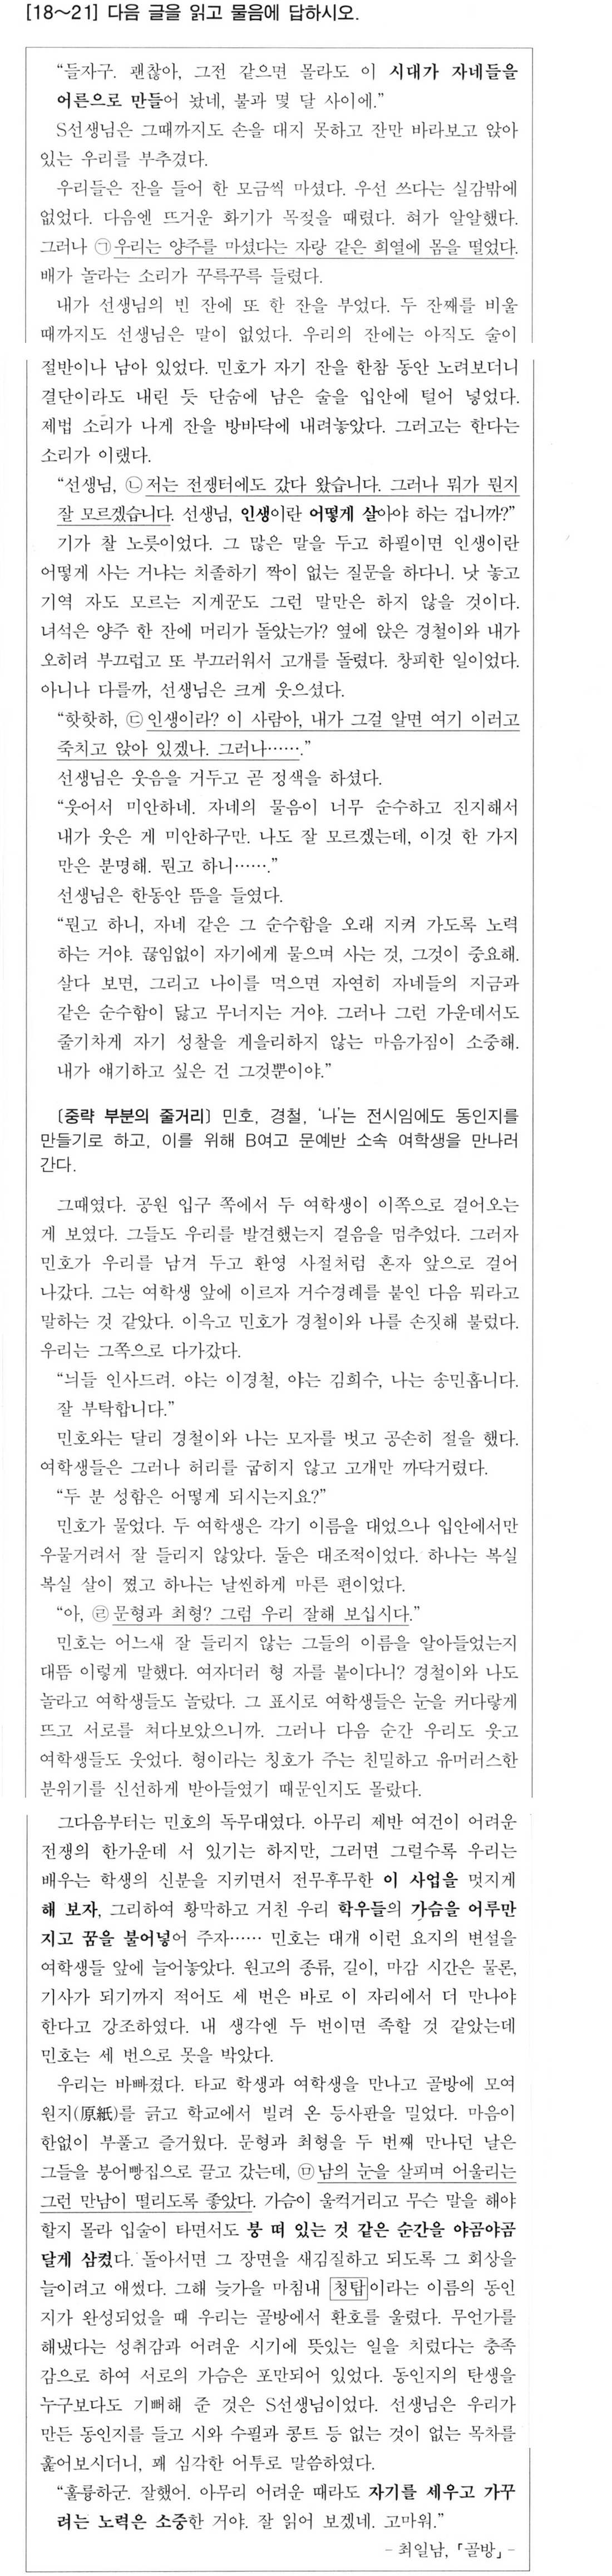 [18～21] 다음 글을 읽고 물음에 답하시오.
“들자구. 괜찮아, 그전 같으면 몰라도 이 시대가 자네들을
어른으로 만들어 놨네, 불과 몇 달 사이에.”
S선생님은 그때까지도 손을 대지 못하고 잔만 바라보고 앉아
있는 우리를 부추겼다.
우리들은 잔을 들어 한 모금씩 마셨다. 우선 쓰다는 실감밖에
없었다. 다음엔 뜨거운 화기가 목젖을 때렸다. 혀가 알알했다.
그러나 ㉠우리는 양주를 마셨다는 자랑 같은 희열에 몸을 떨었다.
배가 놀라는 소리가 꾸륵꾸륵 들렸다.
내가 선생님의 빈 잔에 또 한 잔을 부었다. 두 잔째를 비울
때까지도 선생님은 말이 없었다. 우리의 잔에는 아직도 술이
절반이나 남아 있었다. 민호가 자기 잔을 한참 동안 노려보더니
결단이라도 내린 듯 단숨에 남은 술을 입안에 털어 넣었다.
제법 소리가 나게 잔을 방바닥에 내려놓았다. 그러고는 한다는
소리가 이랬다.
“선생님, ㉡저는 전쟁터에도 갔다 왔습니다. 그러나 뭐가 뭔지
잘 모르겠습니다. 선생님, 인생이란 어떻게 살아야 하는 겁니까?”
기가 찰 노릇이었다. 그 많은 말을 두고 하필이면 인생이란
어떻게 사는 거냐는 치졸하기 짝이 없는 질문을 하다니. 낫 놓고
기역 자도 모르는 지게꾼도 그런 말만은 하지 않을 것이다.
녀석은 양주 한 잔에 머리가 돌았는가? 옆에 앉은 경철이와 내가
오히려 부끄럽고 또 부끄러워서 고개를 돌렸다. 창피한 일이었다.
아니나 다를까, 선생님은 크게 웃으셨다.
“핫핫하, ㉢인생이라? 이 사람아, 내가 그걸 알면 여기 이러고
죽치고 앉아 있겠나. 그러나…….”
선생님은 웃음을 거두고 곧 정색을 하셨다.
“웃어서 미안하네. 자네의 물음이 너무 순수하고 진지해서
내가 웃은 게 미안하구만. 나도 잘 모르겠는데, 이것 한 가지
만은 분명해. 뭔고 하니…….”
선생님은 한동안 뜸을 들였다.
“뭔고 하니, 자네 같은 그 순수함을 오래 지켜 가도록 노력
하는 거야. 끊임없이 자기에게 물으며 사는 것, 그것이 중요해.
살다 보면, 그리고 나이를 먹으면 자연히 자네들의 지금과
같은 순수함이 닳고 무너지는 거야. 그러나 그런 가운데서도
줄기차게 자기 성찰을 게을리하지 않는 마음가짐이 소중해.
내가 얘기하고 싶은 건 그것뿐이야.”
〔중략 부분의 줄거리〕 민호, 경철, ‘나’는 전시임에도 동인지를
만들기로 하고, 이를 위해 B여고 문예반 소속 여학생을 만나러
간다.
그때였다. 공원 입구 쪽에서 두 여학생이 이쪽으로 걸어오는
게 보였다. 그들도 우리를 발견했는지 걸음을 멈추었다. 그러자
민호가 우리를 남겨 두고 환영 사절처럼 혼자 앞으로 걸어
나갔다. 그는 여학생 앞에 이르자 거수경례를 붙인 다음 뭐라고
말하는 것 같았다. 이윽고 민호가 경철이와 나를 손짓해 불렀다.
우리는 그쪽으로 다가갔다.
“늬들 인사드려. 야는 이경철, 야는 김희수, 나는 송민홉니다.
잘 부탁합니다.”
민호와는 달리 경철이와 나는 모자를 벗고 공손히 절을 했다.
여학생들은 그러나 허리를 굽히지 않고 고개만 까닥거렸다.
“두 분 성함은 어떻게 되시는지요?”
민호가 물었다. 두 여학생은 각기 이름을 대었으나 입안에서만
우물거려서 잘 들리지 않았다. 둘은 대조적이었다. 하나는 복실
복실 살이 쪘고 하나는 날씬하게 마른 편이었다.
“아, ㉣문형과 최형? 그럼 우리 잘해 보십시다.”
민호는 어느새 잘 들리지 않는 그들의 이름을 알아들었는지
대뜸 이렇게 말했다. 여자더러 형 자를 붙이다니? 경철이와 나도
놀라고 여학생들도 놀랐다. 그 표시로 여학생들은 눈을 커다랗게
뜨고 서로를 쳐다보았으니까. 그러나 다음 순간 우리도 웃고
여학생들도 웃었다. 형이라는 칭호가 주는 친밀하고 유머러스한
분위기를 신선하게 받아들였기 때문인지도 몰랐다.
그다음부터는 민호의 독무대였다. 아무리 제반 여건이 어려운
전쟁의 한가운데 서 있기는 하지만, 그러면 그럴수록 우리는
배우는 학생의 신분을 지키면서 전무후무한 이 사업을 멋지게
해 보자, 그리하여 황막하고 거친 우리 학우들의 가슴을 어루만
지고 꿈을 불어넣어 주자…… 민호는 대개 이런 요지의 변설을
여학생들 앞에 늘어놓았다. 원고의 종류, 길이, 마감 시간은 물론,
기사가 되기까지 적어도 세 번은 바로 이 자리에서 더 만나야
한다고 강조하였다. 내 생각엔 두 번이면 족할 것 같았는데
민호는 세 번으로 못을 박았다.
우리는 바빠졌다. 타교 학생과 여학생을 만나고 골방에 모여
원지(原紙)를 긁고 학교에서 빌려 온 등사판을 밀었다. 마음이
한없이 부풀고 즐거웠다. 문형과 최형을 두 번째 만나던 날은
그들을 붕어빵집으로 끌고 갔는데, ㉤남의 눈을 살피며 어울리는
그런 만남이 떨리도록 좋았다. 가슴이 울컥거리고 무슨 말을 해야
할지 몰라 입술이 타면서도 붕 떠 있는 것 같은 순간을 야곰야곰
달게 삼켰다. 돌아서면 그 장면을 새김질하고 되도록 그 회상을
늘이려고 애썼다. 그해 늦가을 마침내 청탑이라는 이름의 동인
지가 완성되었을 때 우리는 골방에서 환호를 울렸다. 무언가를
해냈다는 성취감과 어려운 시기에 뜻있는 일을 치렀다는 충족
감으로 하여 서로의 가슴은 포만되어 있었다. 동인지의 탄생을
누구보다도 기뻐해 준 것은 S선생님이었다. 선생님은 우리가
만든 동인지를 들고 시와 수필과 콩트 등 없는 것이 없는 목차를
훑어보시더니, 꽤 심각한 어투로 말씀하였다.
“훌륭하군. 잘했어. 아무리 어려운 때라도 자기를 세우고 가꾸
려는 노력은 소중한 거야. 잘 읽어 보겠네. 고마워.”
- 최일남, 「골방」 -